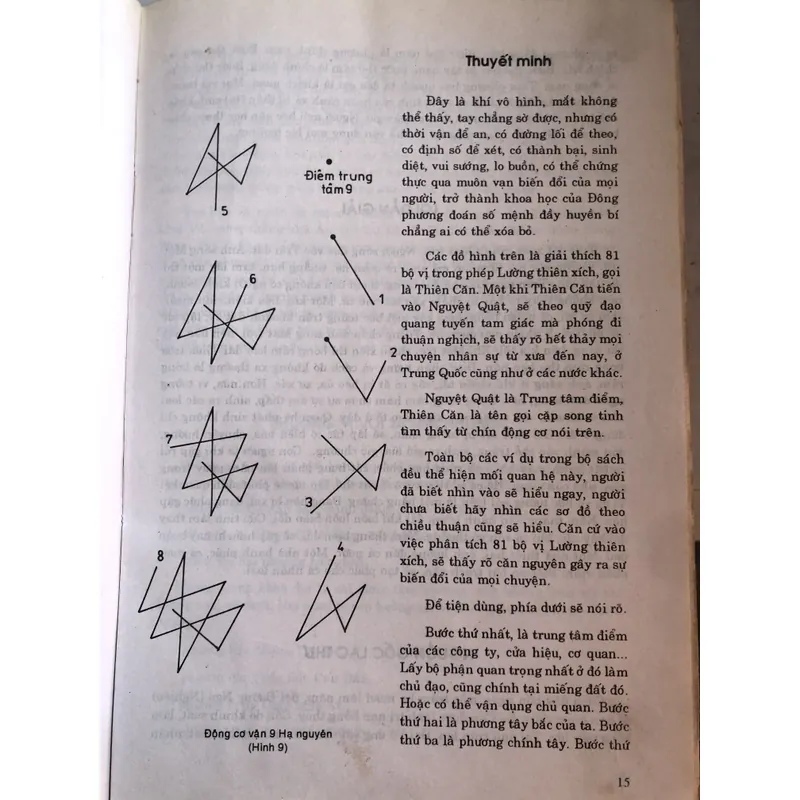 Thuyết minh
Đây là khí vô hình, mắt không
thể thấy, tay chẳng sờ được, nhưng có
thời vận để an, có đường lối để theo,
có định số để xét, có thành bại, sinh
diệt, vui sướng, lo buồn, có thể chứng
thực qua muôn vạn biến đổi của mọi
người, trở thành khoa học của Đông
phương đoán số mệnh đầy huyền bí
chẳng ai có thể xóa bỏ.
Các đồ hình trên là giải thích 81
bộ vị trong phép Lường thiên xích, gọi
là Thiên Căn. Một khi Thiên Căn tiến
vào Nguyệt Quật, sẽ theo quỹ đạo
quang tuyến tam giác mà phóng đi
thuận nghịch, sẽ thấy rõ hết thảy mọi
chuyện nhân sự từ xưa đến nay, ở
Trung Quốc cũng như ở các nước khác.
Nguyệt Quật là Trung tâm điểm,
Thiên Căn là tên gọi cặp song tinh
tìm thấy từ chín động cơ nói trên.
Toàn bộ các ví dụ trong bộ sách
đều thể hiện mối quan hệ này, người
đã biết nhìn vào sẽ hiểu ngay, người
chưa biết hãy nhìn các sơ đồ theo
chiều thuận cũng sẽ hiểu. Căn cứ vào
việc phân tích 81 bộ vị Lường thiên
xích, sẽ thấy rõ căn nguyên gây ra sự
biến đổi của mọi chuyện.
Để tiện dùng, phía dưới sẽ nói rõ.
Bước thứ nhất, là trung tâm điểm
của các công ty, cửa hiệu, cơ quan...
Lấy bộ phận quan trọng nhất ở đó làm
chủ đạo, cũng chính tại miếng đất đó.
Hoặc có thể vận dụng chủ quan. Bước
thứ hai là phương tây bắc của ta. Bước
thứ ba là phương chính tây. Bước thứ
Điểm trung
tâm 9
5
1
6
2
7
3
8
4
Động cơ vận 9 Hạ nguyên
(Hình 9)
15